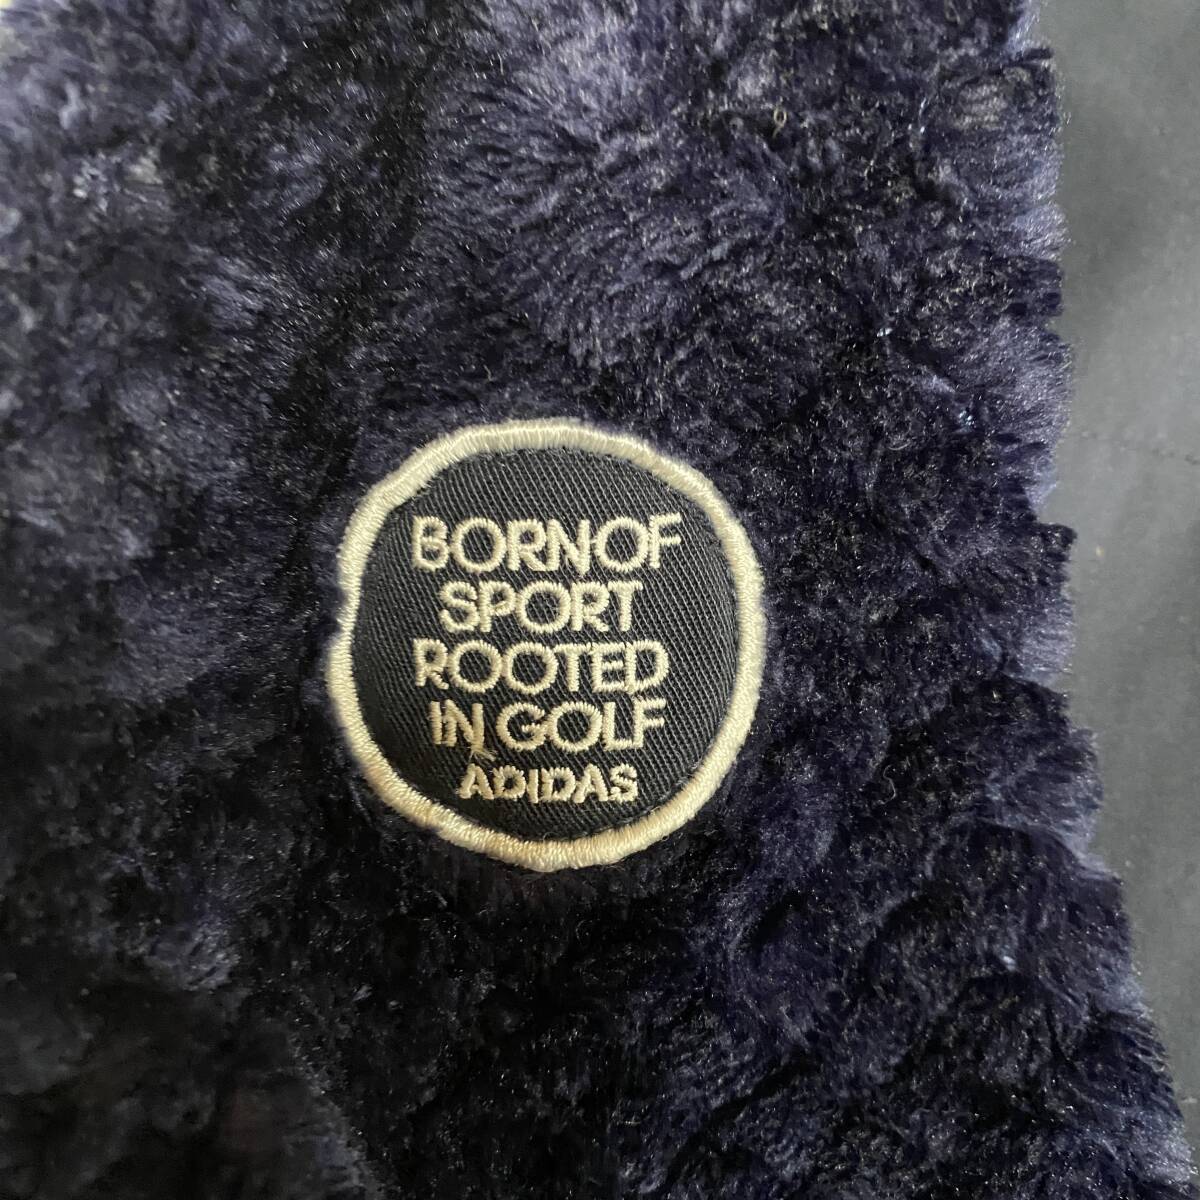 BORN OF
SPORT
ROOTED
IN GOLF
ADIDAS